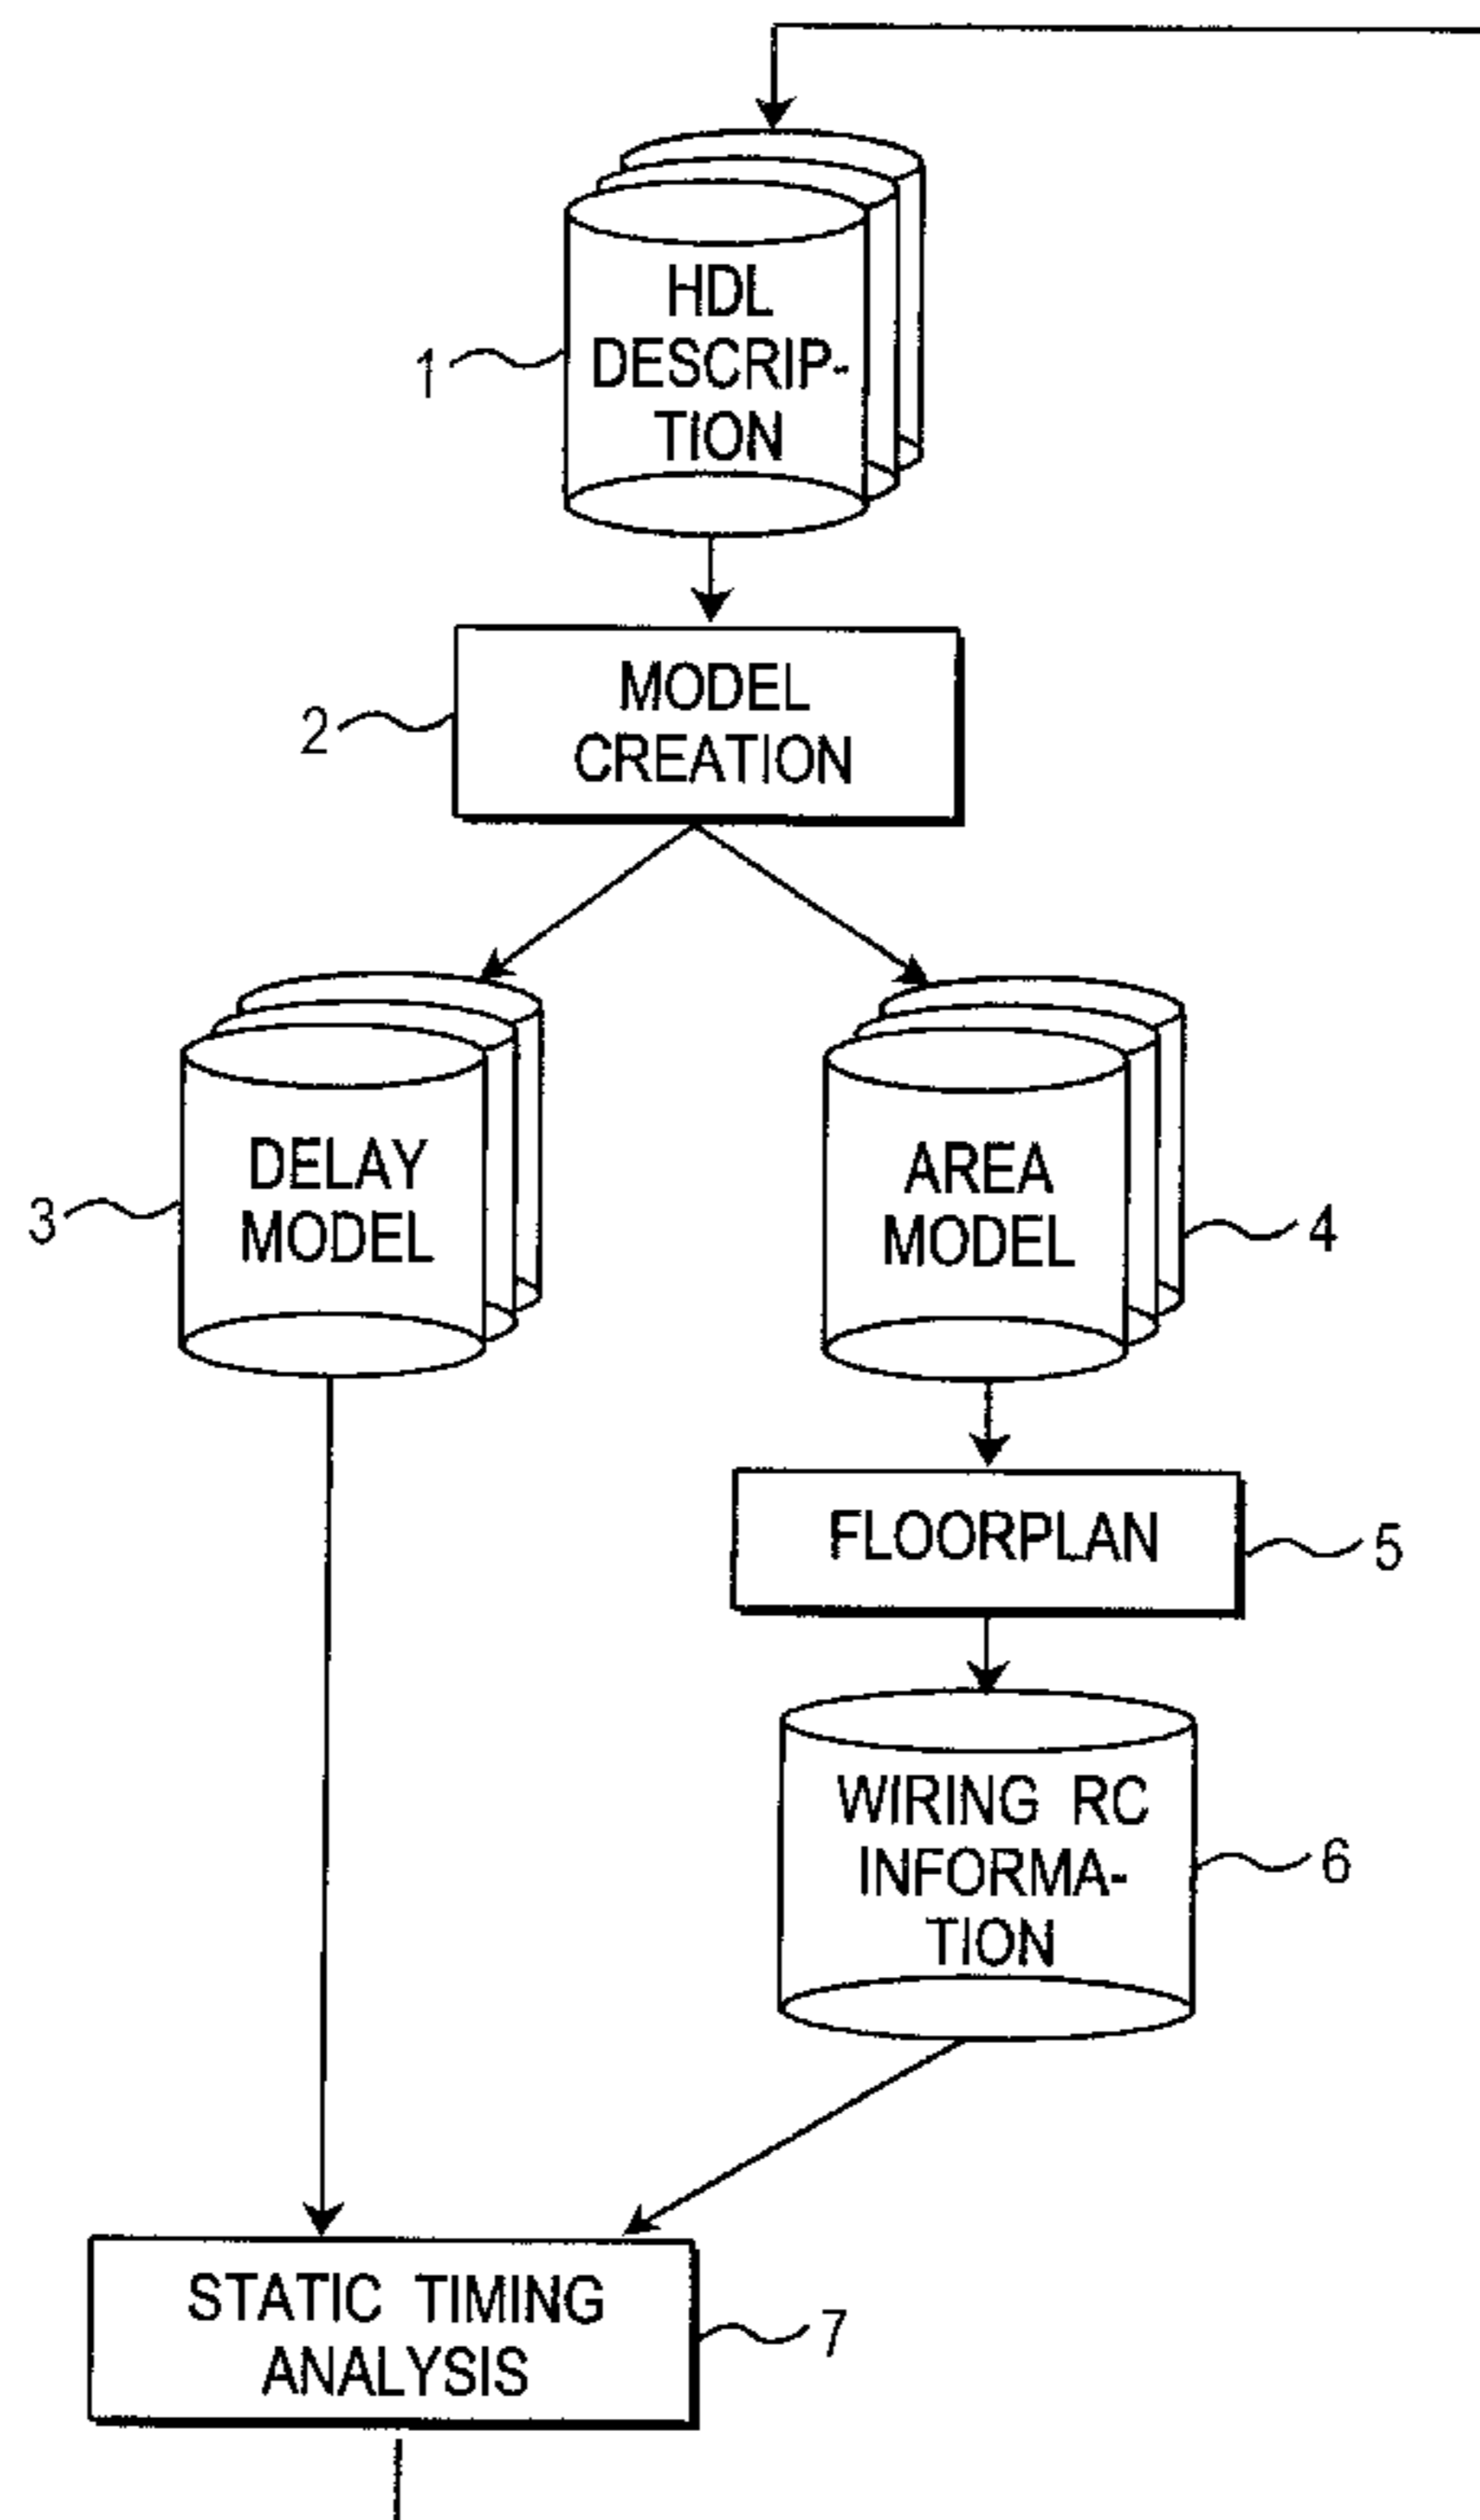 HDL
DESCRIP-
TION
1
MODEL
CREATION
2
DELAY
MODEL
3
AREA
MODEL
4
FLOORPLAN
5
WIRING RC
INFORMA-
TION
6
STATIC TIMING
ANALYSIS
7